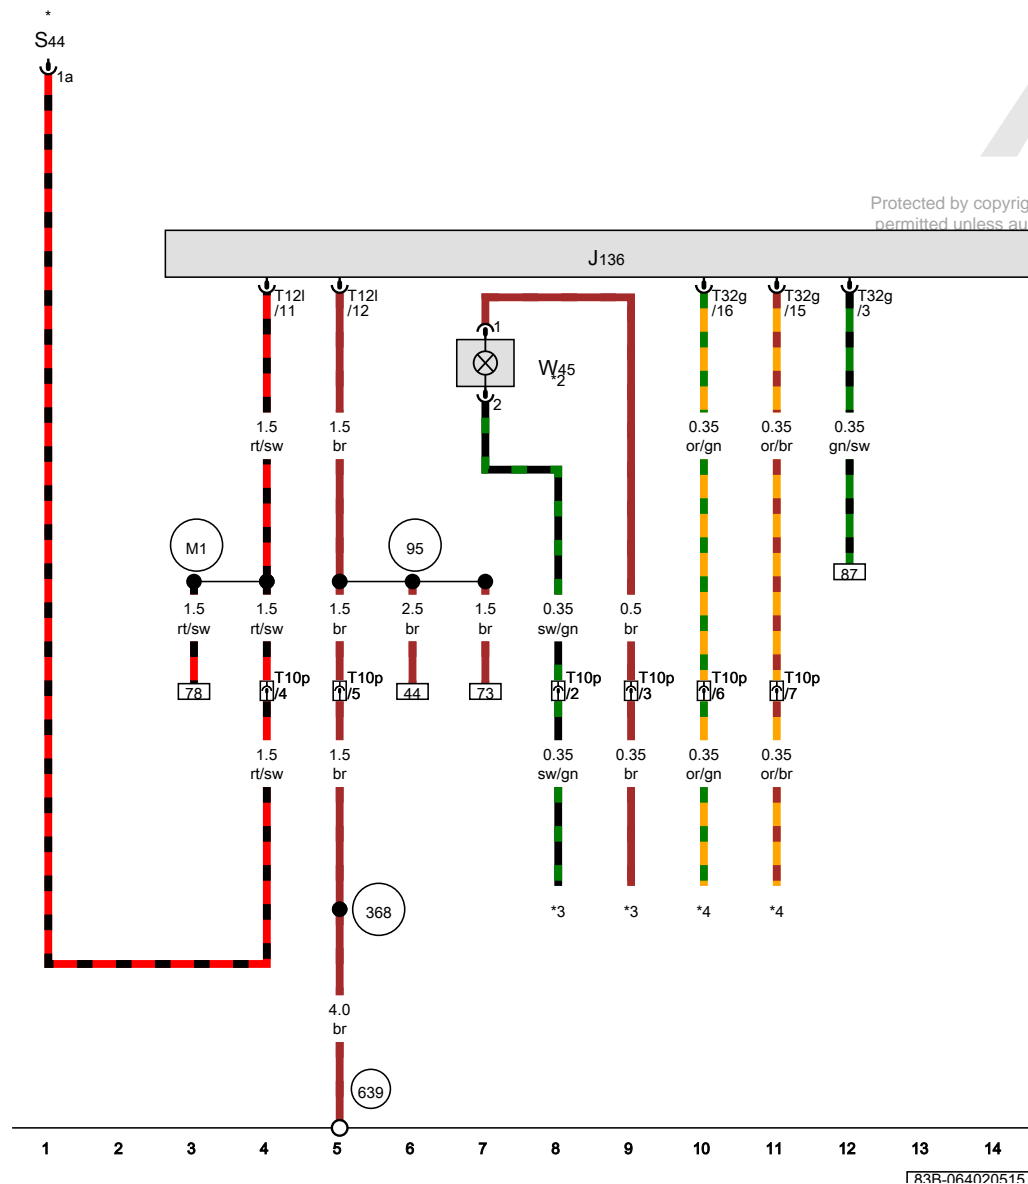 *
S44
1a
Protected by copyrig
permitted unless au
J136
T12l
/11
T12l
/12
1
W45
*2
2
T32g
/16
T32g
/15
T32g
/3
1.5
rt/sw
1.5
br
0.35
or/gn
0.35
or/br
0.35
gn/sw
M1
95
87
1.5
rt/sw
1.5
rt/sw
1.5
br
2.5
br
1.5
br
0.35
sw/gn
0.5
br
78
T10p
/4
T10p
/5
44
73
T10p
/2
T10p
/3
T10p
/6
T10p
/7
1.5
rt/sw
1.5
br
0.35
sw/gn
0.35
br
0.35
or/gn
0.35
or/br
368
*3
*3
*4
*4
4.0
br
639
1 2 3 4 5 6 7 8 9 10 11 12 13 14
83B-064020515